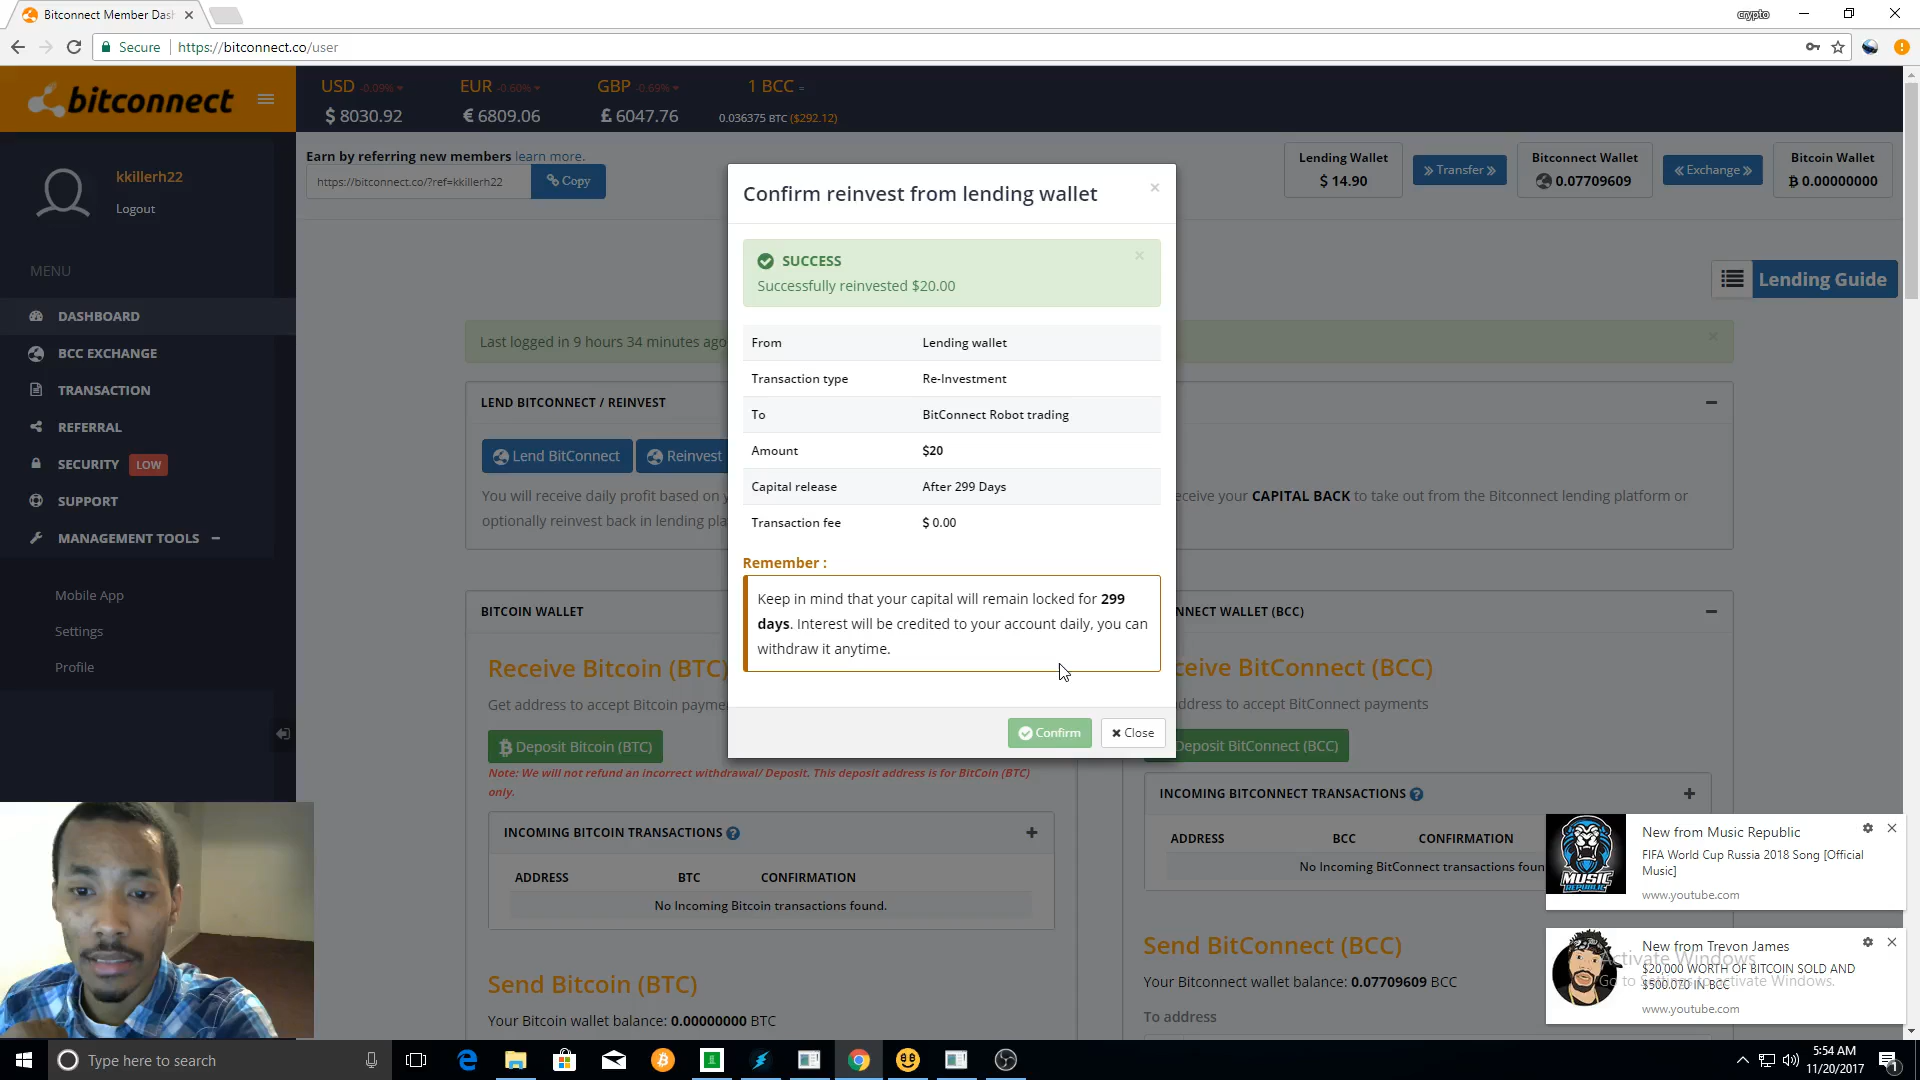 Bitconnect Member Das
crypto
Secure
https://bitconnect.co/user
bitconnect
USD -0.09%
$ 8030.92
EUR -0.60%
€ 6809.06
GBP -0.69%
£ 6047.76
1 BCC =
0.036375 BTC ($292.12)
kkillerh22
Logout
MENU
DASHBOARD
BCC EXCHANGE
TRANSACTION
REFERRAL
SECURITY LOW
SUPPORT
MANAGEMENT TOOLS
Mobile App
Settings
Profile
Earn by referring new members learn more.
https://bitconnect.co/?ref=kkillerh22
Copy
Lending Wallet
$ 14.90
Transfer
Bitconnect Wallet
0.07709609
Exchange
Bitcoin Wallet
0.00000000
Lending Guide
Last logged in 9 hours 34 minutes ago
LEND BITCONNECT / REINVEST
Lend BitConnect
Reinvest
You will receive daily profit based on
eceive your CAPITAL BACK to take out from the Bitconnect lending platform or
optionally reinvest back in lending pla
Confirm reinvest from lending wallet
SUCCESS
Successfully reinvested $20.00
From Lending wallet
Transaction type Re-Investment
To BitConnect Robot trading
Amount $20
Capital release After 299 Days
Transaction fee $ 0.00
Remember :
Keep in mind that your capital will remain locked for 299
days. Interest will be credited to your account daily, you can
withdraw it anytime.
Confirm
Close
BITCOIN WALLET
Receive Bitcoin (BTC)
Get address to accept Bitcoin payme
Deposit Bitcoin (BTC)
Note: We will not refund an incorrect withdrawal/ Deposit. This deposit address is for BitCoin (BTC)
only.
INCOMING BITCOIN TRANSACTIONS
ADDRESS BTC CONFIRMATION
No Incoming Bitcoin transactions found.
Send Bitcoin (BTC)
Your Bitcoin wallet balance: 0.00000000 BTC
NNECT WALLET (BCC)
ceive BitConnect (BCC)
ddress to accept BitConnect payments
Deposit BitConnect (BCC)
INCOMING BITCONNECT TRANSACTIONS
ADDRESS BCC CONFIRMATION
No Incoming BitConnect transactions foun
Send BitConnect (BCC)
Your Bitconnect wallet balance: 0.07709609 BCC
To address
MUSIC
REPUBLIC
New from Music Republic
FIFA World Cup Russia 2018 Song [Official
Music]
www.youtube.com
New from Trevon James
$20,000 WORTH OF BITCOIN SOLD AND
$500.070 IN BCC
www.youtube.com
Activate Windows
Go to Settings to activate Windows.
Type here to search
5:54 AM
11/20/2017
1